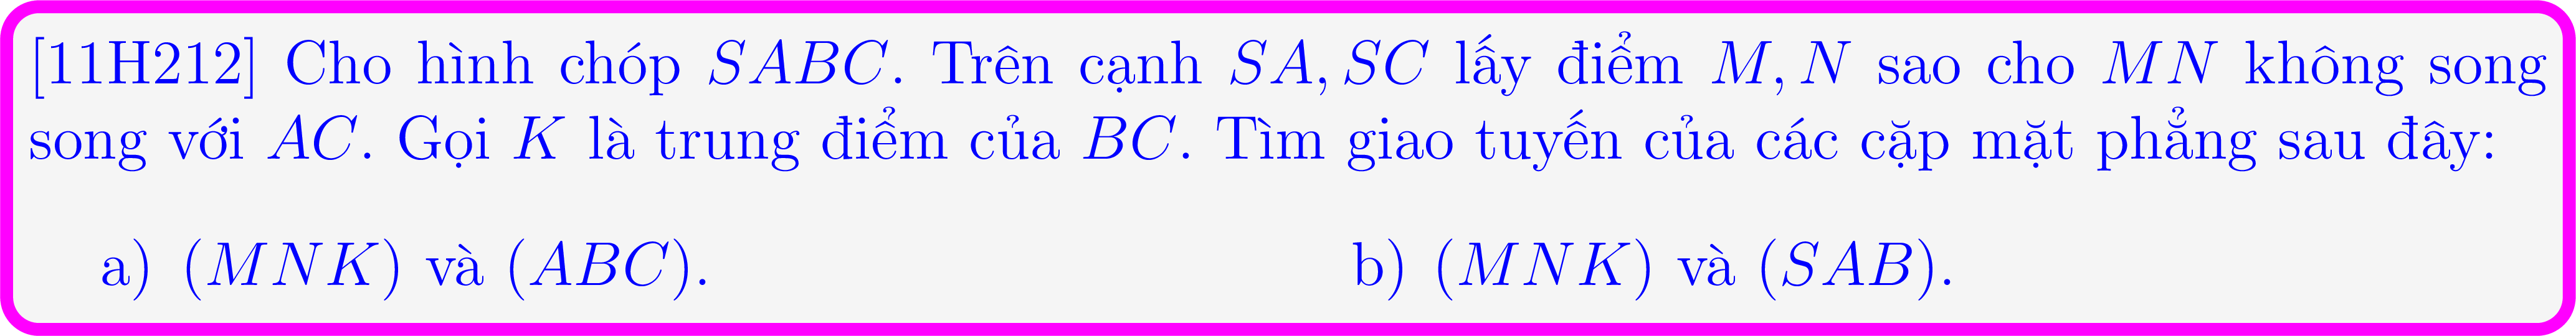 [11H212] Cho hình chóp SABC. Trên cạnh SA, SC lấy điểm M, N sao cho MN không song
song với AC. Gọi K là trung điểm của BC. Tìm giao tuyến của các cặp mặt phẳng sau đây:
a) (MNK) và (ABC). b) (MNK) và (SAB).